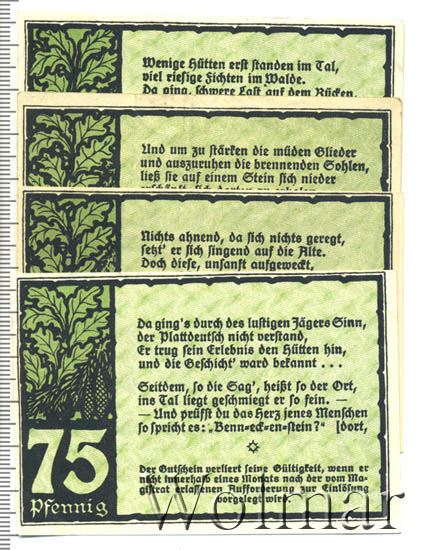 Wenige Hütten erst standen im Tal,
viel riesige Fichten im Walde.
Da ging, schwere Last auf dem Rücken,
Und um zu stärken die müden Glieder
und auszuruhen die brennenden Sohlen,
ließ sie auf einem Stein sich nieder
Nichts ahnend, da sich nichts geregt,
setzt' er sich singend auf die Alte.
Doch diese, unsanft aufgeweckt,
Da ging's durch des lustigen Jägers Sinn,
der Plattdeutsch nicht verstand,
Er trug sein Erlebnis den Hütten hin,
und die Geschicht' ward bekannt . . .
Seitdem, so die Sag', heißt so der Ort,
ins Tal liegt geschmiegt er so fein. —
— Und prüfst du das Herz jenes Menschen
so spricht es: „Benn=eck=en=stein?" [dort,
Der Gutschein verliert seine Gültigkeit, wenn er
nicht innerhalb eines Monats nach der vom Ma=
gistrat erlassenen Aufforderung zur Einlösung
vorgelegt wird.
75
Pfennig
Wolmar